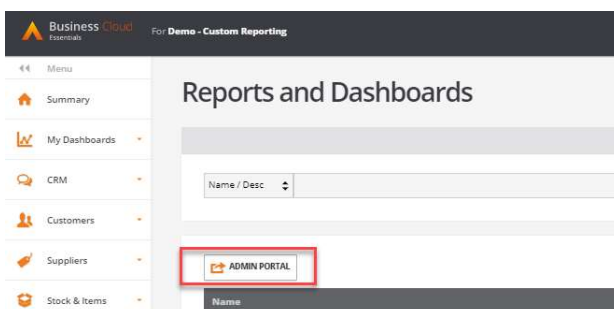 Business Cloud
Essentials
For Demo - Custom Reporting
Menu
Summary
My Dashboards
CRM
Customers
Suppliers
Stock & Items
Reports and Dashboards
Name / Desc
ADMIN PORTAL
Name